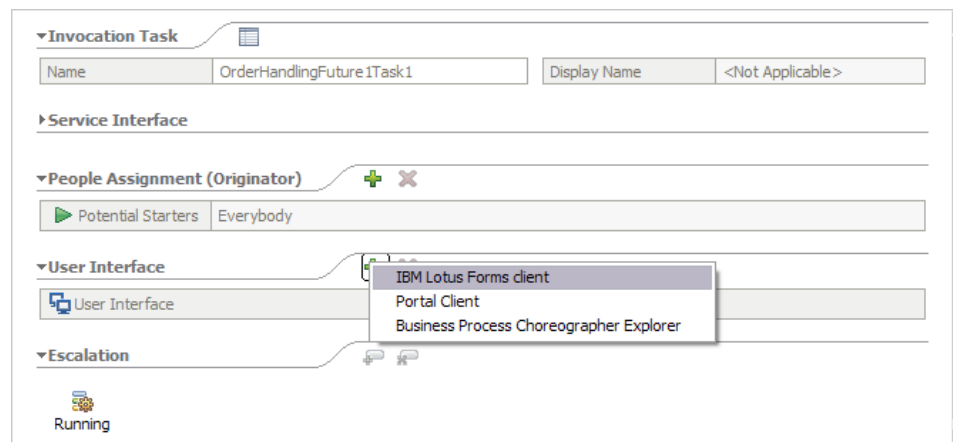 Invocation Task
Name OrderHandlingFuture1Task1 Display Name <Not Applicable>
Service Interface
People Assignment (Originator)
Potential Starters Everybody
User Interface
IBM Lotus Forms client
User Interface
Portal Client
Business Process Choreographer Explorer
Escalation
Running